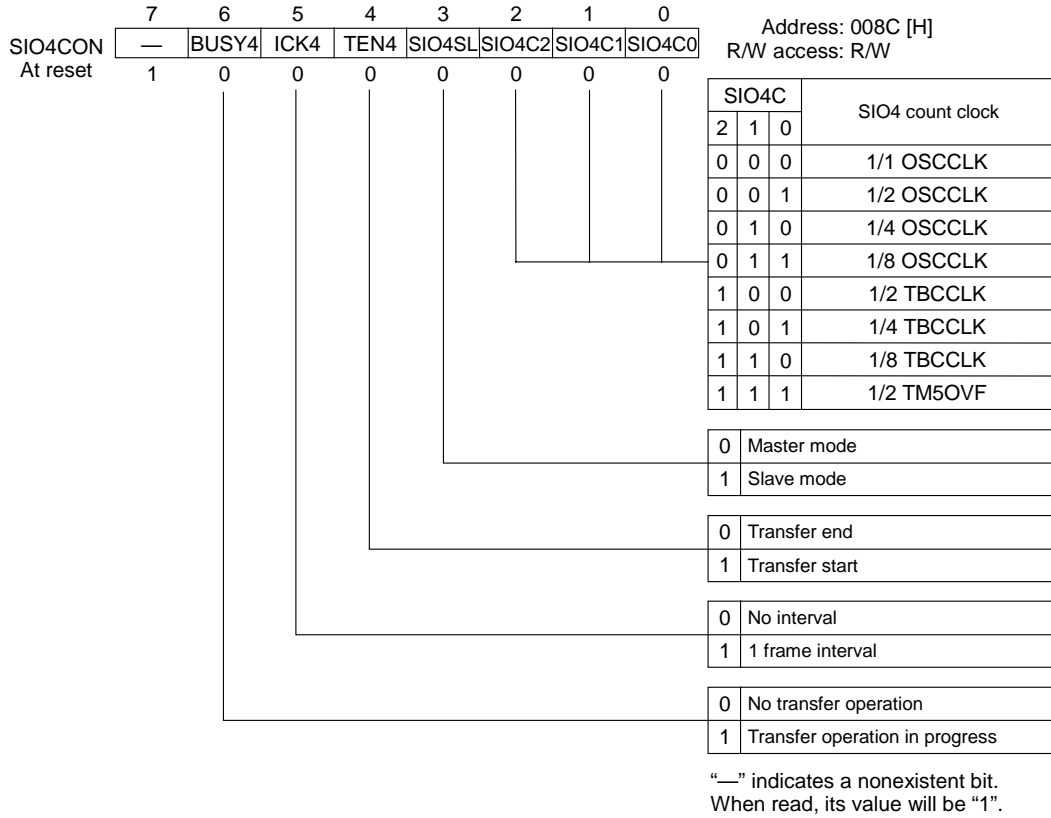 7 6 5 4 3 2 1 0
Address: 008C [H]
SIO4CON — BUSY4 ICK4 TEN4 SIO4SL SIO4C2 SIO4C1 SIO4C0
R/W access: R/W
At reset 1 0 0 0 0 0 0 0
SIO4C SIO4 count clock
2 1 0
0 0 0 1/1 OSCCLK
0 0 1 1/2 OSCCLK
0 1 0 1/4 OSCCLK
0 1 1 1/8 OSCCLK
1 0 0 1/2 TBCCLK
1 0 1 1/4 TBCCLK
1 1 0 1/8 TBCCLK
1 1 1 1/2 TM5OVF
0 Master mode
1 Slave mode
0 Transfer end
1 Transfer start
0 No interval
1 1 frame interval
0 No transfer operation
1 Transfer operation in progress
“—” indicates a nonexistent bit.
When read, its value will be “1”.